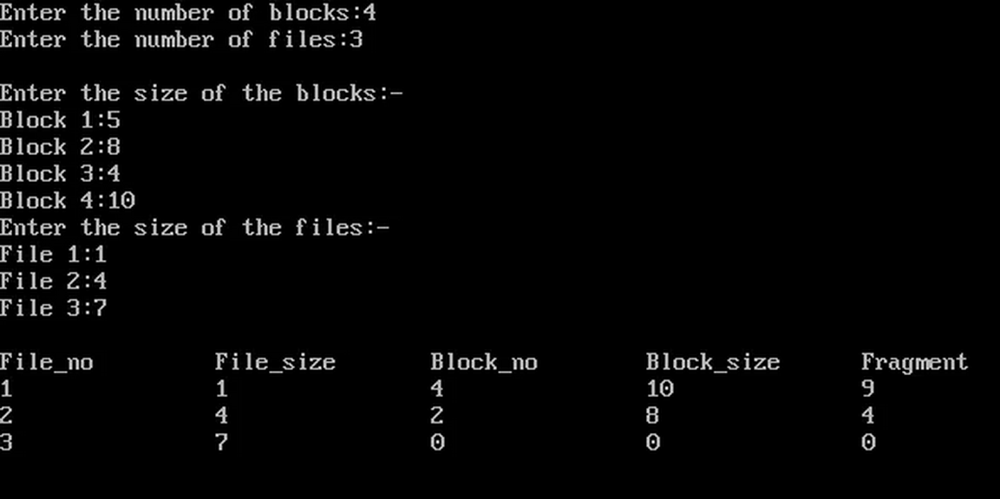 Enter the number of blocks:4
Enter the number of files:3
Enter the size of the blocks:-
Block 1:5
Block 2:8
Block 3:4
Block 4:10
Enter the size of the files:-
File 1:1
File 2:4
File 3:7
File_no File_size Block_no Block_size Fragment
1 1 4 10 9
2 4 2 8 4
3 7 0 0 0